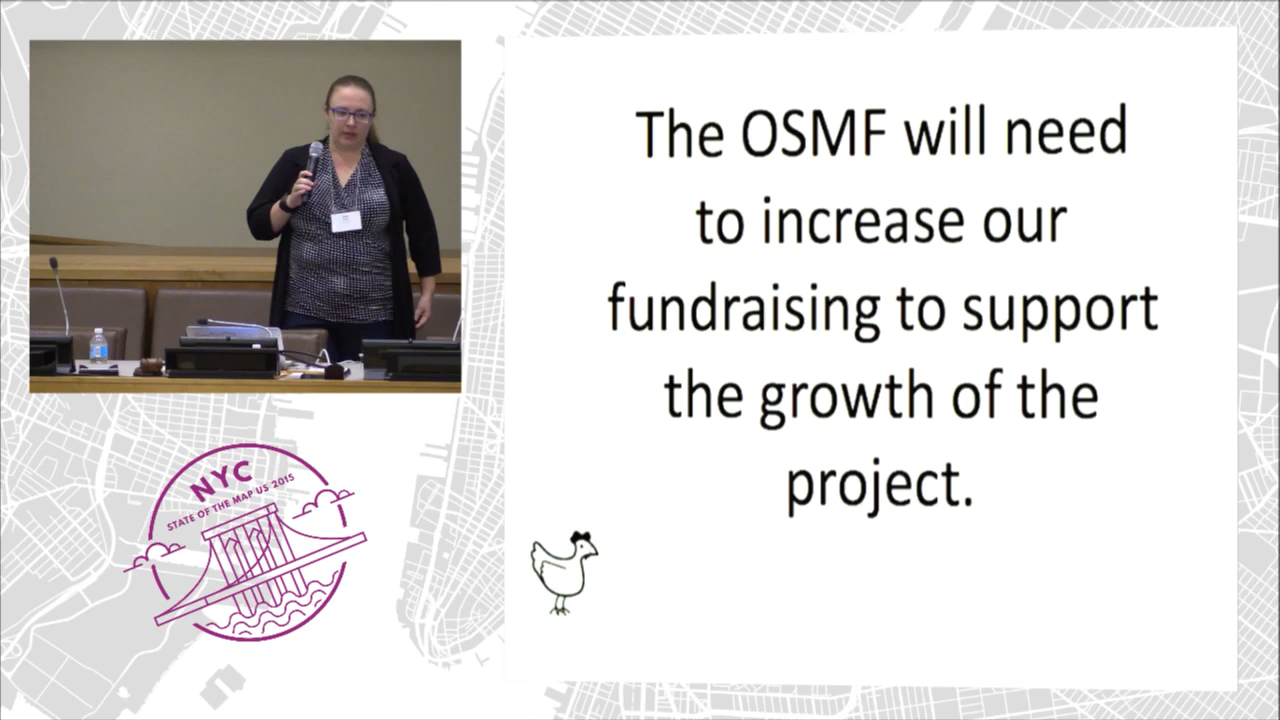 The OSMF will need
to increase our
fundraising to support
the growth of the
project.
NYC
STATE OF THE MAP US 2015